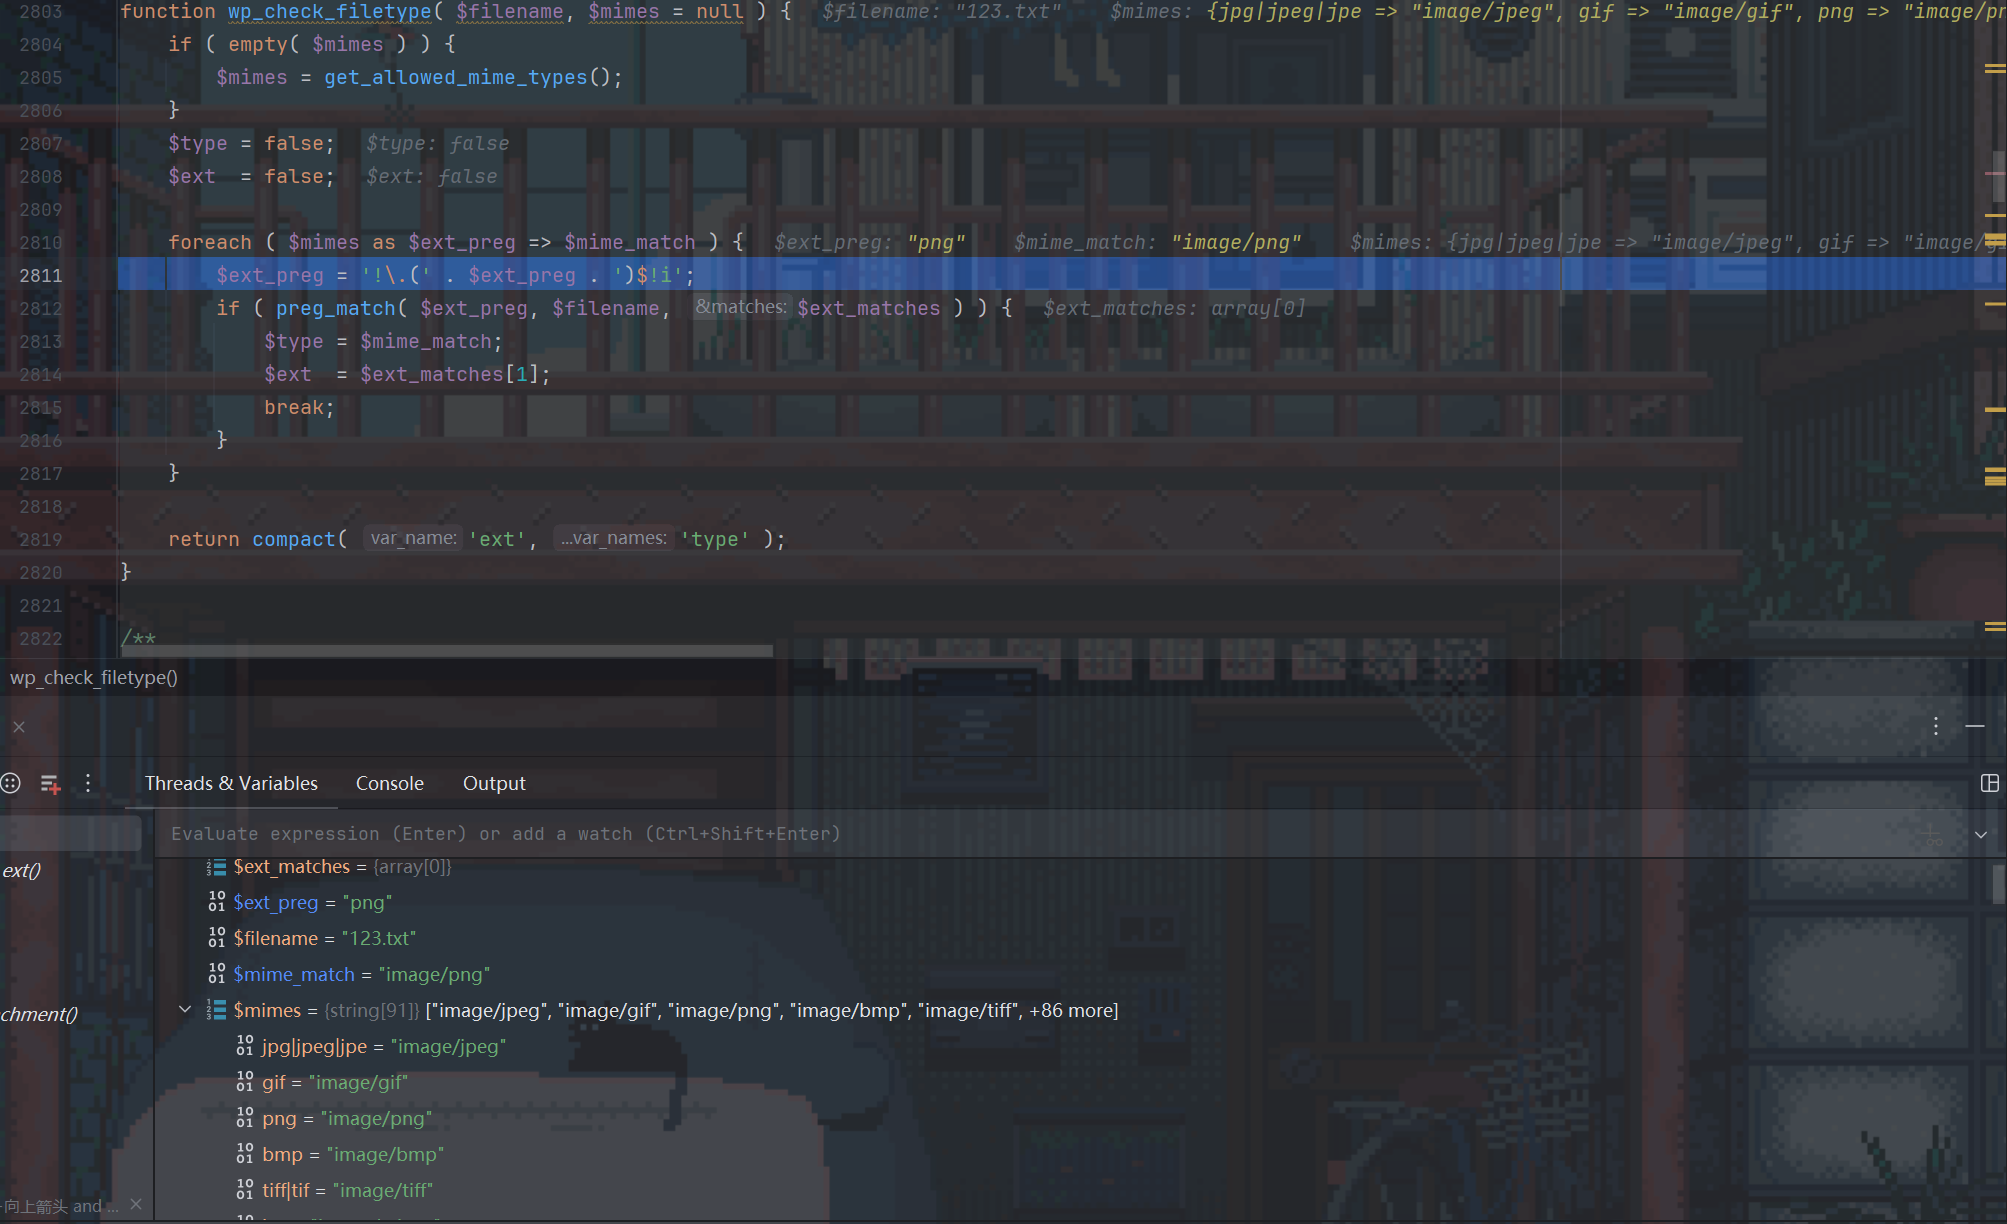 2803 function wp_check_filetype( $filename, $mimes = null ) { $filename: "123.txt" $mimes: {jpg|jpeg|jpe => "image/jpeg", gif => "image/gif", png => "image/pn
2804 if ( empty( $mimes ) ) {
2805 $mimes = get_allowed_mime_types();
2806 }
2807 $type = false; $type: false
2808 $ext = false; $ext: false
2809
2810 foreach ( $mimes as $ext_preg => $mime_match ) { $ext_preg: "png" $mime_match: "image/png" $mimes: {jpg|jpeg|jpe => "image/jpeg", gif => "image/gi
2811 $ext_preg = '!\.(' . $ext_preg . ')$!i';
2812 if ( preg_match( $ext_preg, $filename, &matches: $ext_matches ) ) { $ext_matches: array[0]
2813 $type = $mime_match;
2814 $ext = $ext_matches[1];
2815 break;
2816 }
2817 }
2818
2819 return compact( var_name: 'ext', ...var_names: 'type' );
2820 }
2821
2822 /**
wp_check_filetype()
Threads & Variables Console Output
Evaluate expression (Enter) or add a watch (Ctrl+Shift+Enter)
ext()
chment()
向上箭头 and ...
$ext_matches = {array[0]}
$ext_preg = "png"
$filename = "123.txt"
$mime_match = "image/png"
$mimes = {string[91]} ["image/jpeg", "image/gif", "image/png", "image/bmp", "image/tiff", +86 more]
jpg|jpeg|jpe = "image/jpeg"
gif = "image/gif"
png = "image/png"
bmp = "image/bmp"
tiff|tif = "image/tiff"